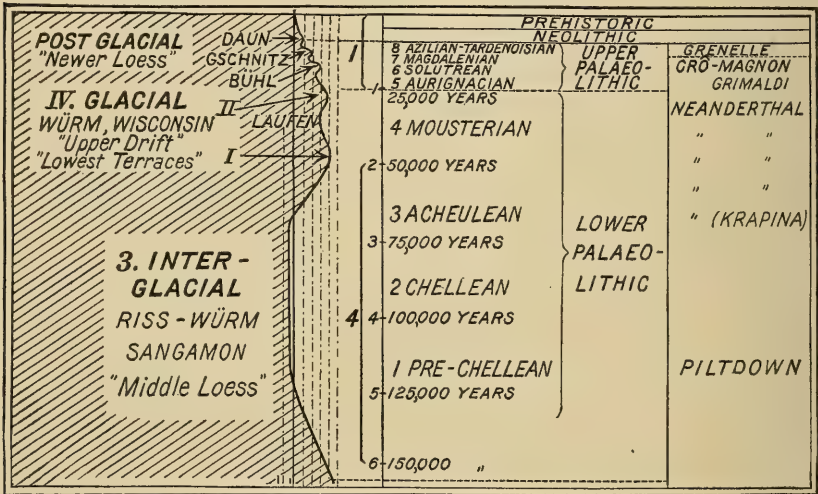 POST GLACIAL
"Newer Loess"
DAUN
GSCHNITZ
BÜHL
IV. GLACIAL
WÜRM, WISCONSIN
"Upper Drift"
"Lowest Terraces"
II
LAUFEN
I
3. INTER-
GLACIAL
RISS-WÜRM
SANGAMON
"Middle Loess"
1
4
PREHISTORIC
NEOLITHIC
8 AZILIAN-TARDENOISIAN
7 MAGDALENIAN
6 SOLUTREAN
5 AURIGNACIAN
1-
25,000 YEARS
4 MOUSTERIAN
2-50,000 YEARS
3 ACHEULEAN
3-75,000 YEARS
2 CHELLEAN
4-100,000 YEARS
1 PRE-CHELLEAN
5-125,000 YEARS
6-150,000 „
UPPER
PALAEO-
LITHIC
LOWER
PALAEO-
LITHIC
GRENELLE
CRÔ-MAGNON
GRIMALDI
NEANDERTHAL
" "
" "
" "
" (KRAPINA)
PILTDOWN